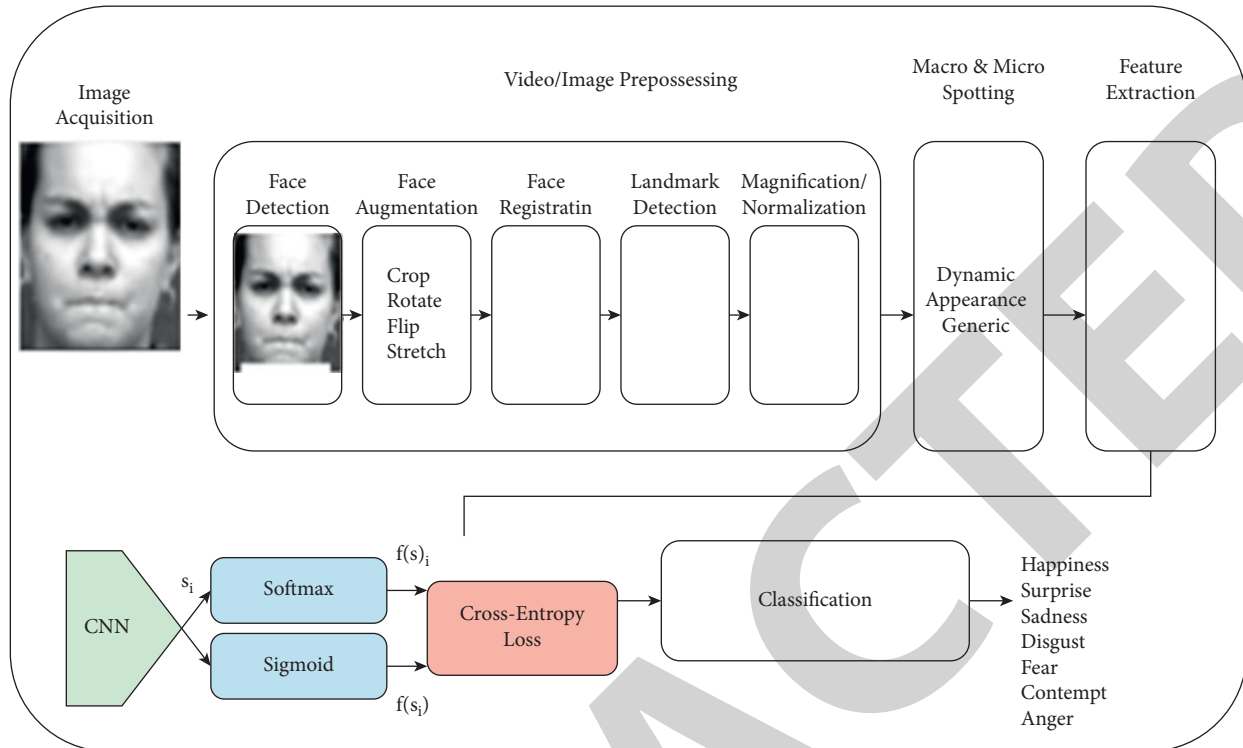 Image
Acquisition
Video/Image Prepossessing
Macro & Micro
Spotting
Feature
Extraction
Face
Detection
Face
Augmentation
Face
Registratin
Landmark
Detection
Magnification/
Normalization
Crop
Rotate
Flip
Stretch
Dynamic
Appearance
Generic
CNN
s_i
Softmax
Sigmoid
f(s)_i
f(s_i)
Cross-Entropy
Loss
Classification
Happiness
Surprise
Sadness
Disgust
Fear
Contempt
Anger
ACTED